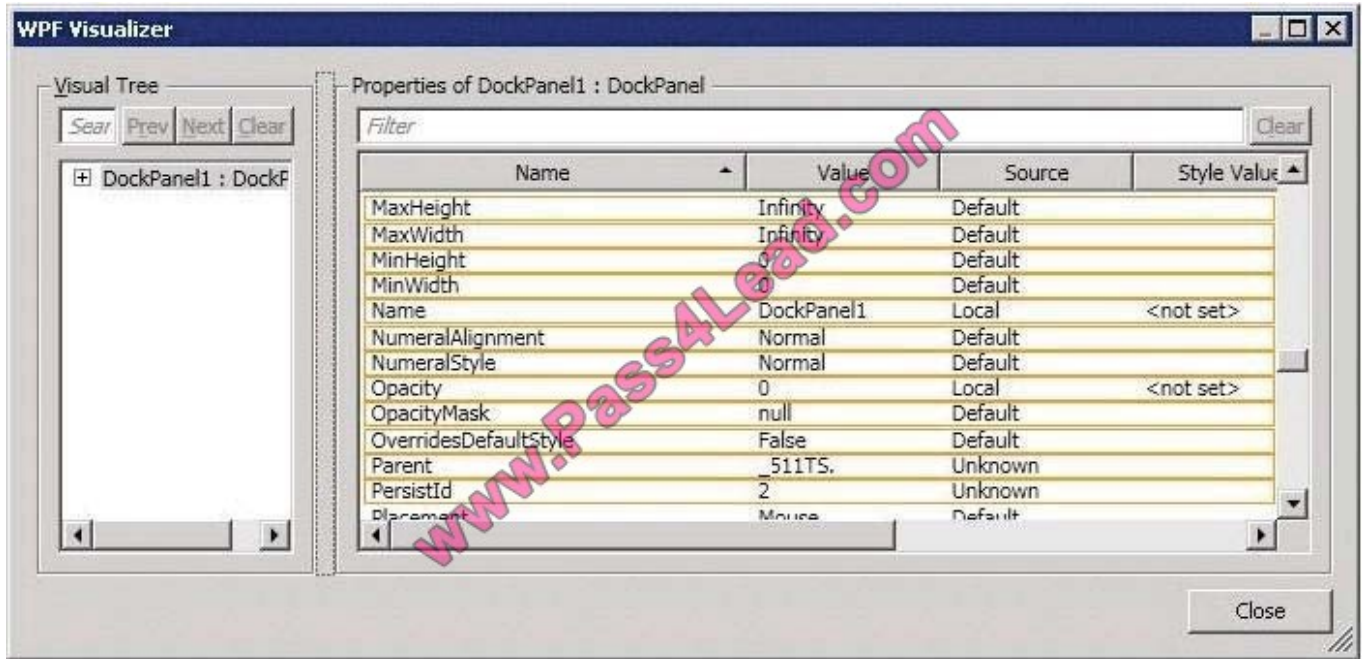 WPF Visualizer
Visual Tree
Sear Prev Next Clear
DockPanel1 : DockP
Properties of DockPanel1 : DockPanel
Filter Clear
Name Value Source Style Value
MaxHeight Infinity Default
MaxWidth Infinity Default
MinHeight 0 Default
MinWidth 0 Default
Name DockPanel1 Local <not set>
NumeralAlignment Normal Default
NumeralStyle Normal Default
Opacity 0 Local <not set>
OpacityMask null Default
OverridesDefaultStyle False Default
Parent _511TS. Unknown
PersistId 2 Unknown
Placement Mouse Default
Close
www.Pass4Lead.com